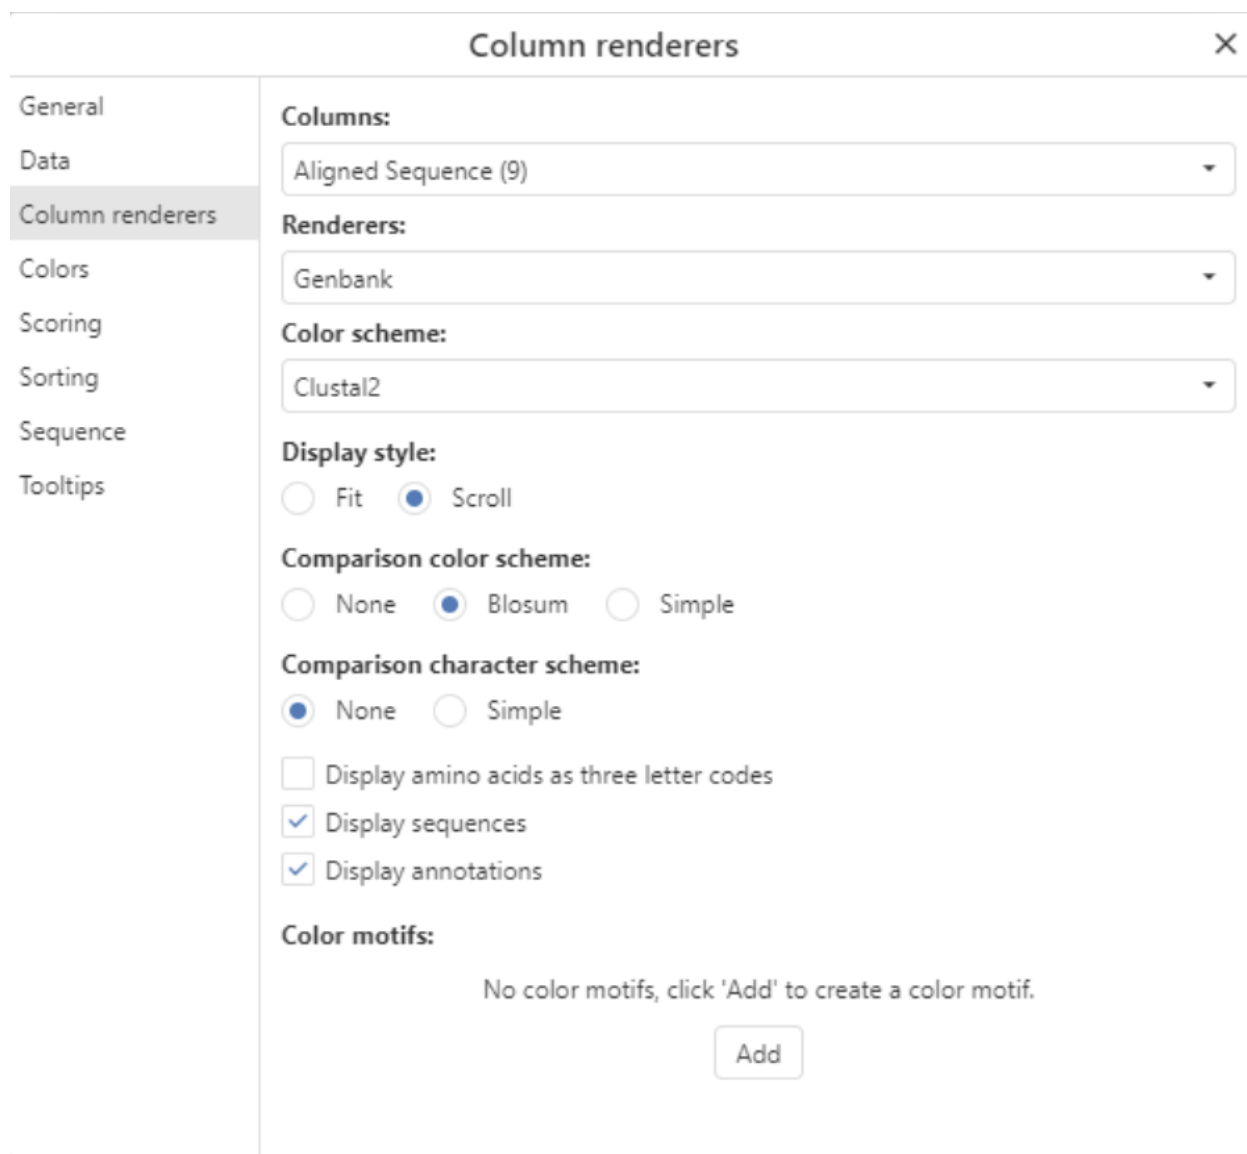 Column renderers
General
Data
Column renderers
Colors
Scoring
Sorting
Sequence
Tooltips
Columns:
Aligned Sequence (9)
Renderers:
Genbank
Color scheme:
Clustal2
Display style:
Fit Scroll
Comparison color scheme:
None Blosum Simple
Comparison character scheme:
None Simple
Display amino acids as three letter codes
Display sequences
Display annotations
Color motifs:
No color motifs, click 'Add' to create a color motif.
Add